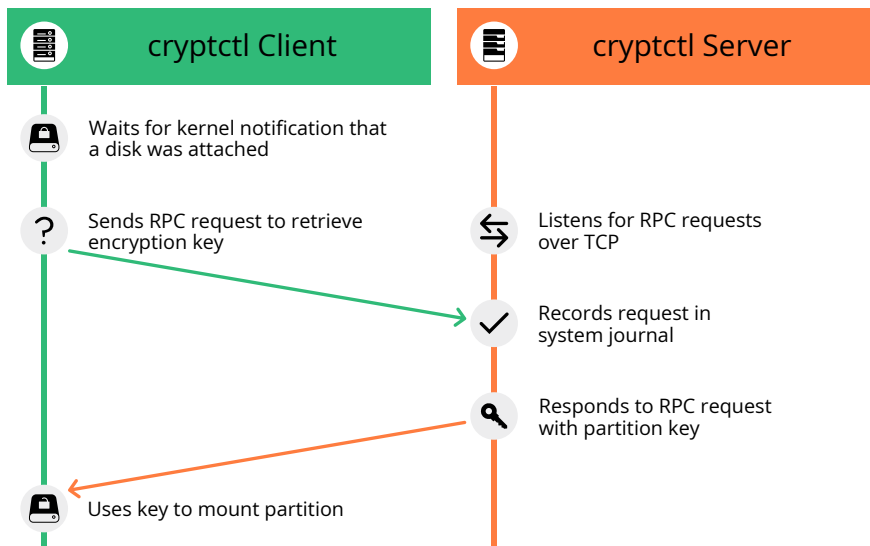 cryptctl Client
cryptctl Server
Waits for kernel notification that
a disk was attached
Sends RPC request to retrieve
encryption key
Listens for RPC requests
over TCP
Records request in
system journal
Responds to RPC request
with partition key
Uses key to mount partition